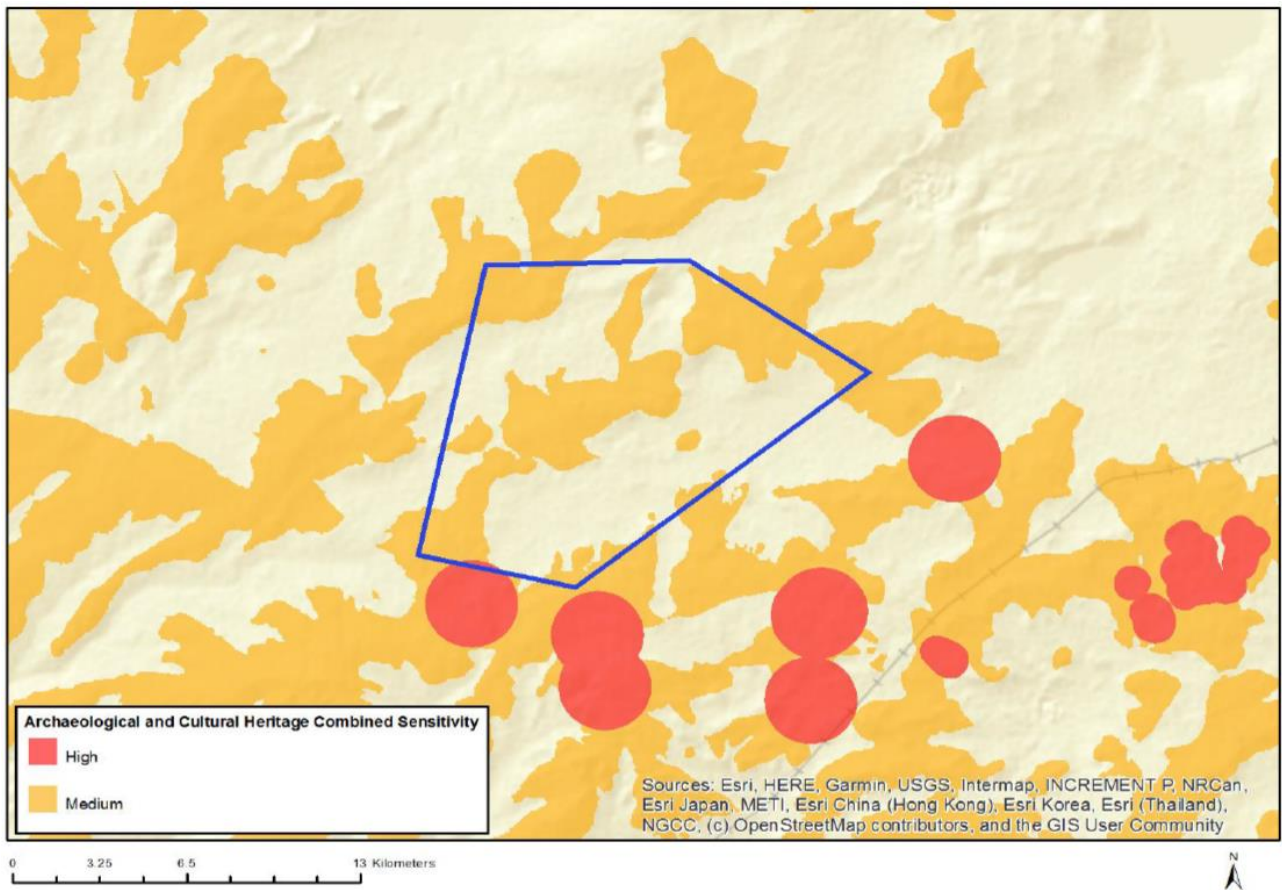 Archaeological and Cultural Heritage Combined Sensitivity
High
Medium
Sources: Esri, HERE, Garmin, USGS, Intermap, INCREMENT P, NRCan,
Esri Japan, METI, Esri China (Hong Kong), Esri Korea, Esri (Thailand),
NGCC, (c) OpenStreetMap contributors, and the GIS User Community
0 3.25 6.5 13 Kilometers
N